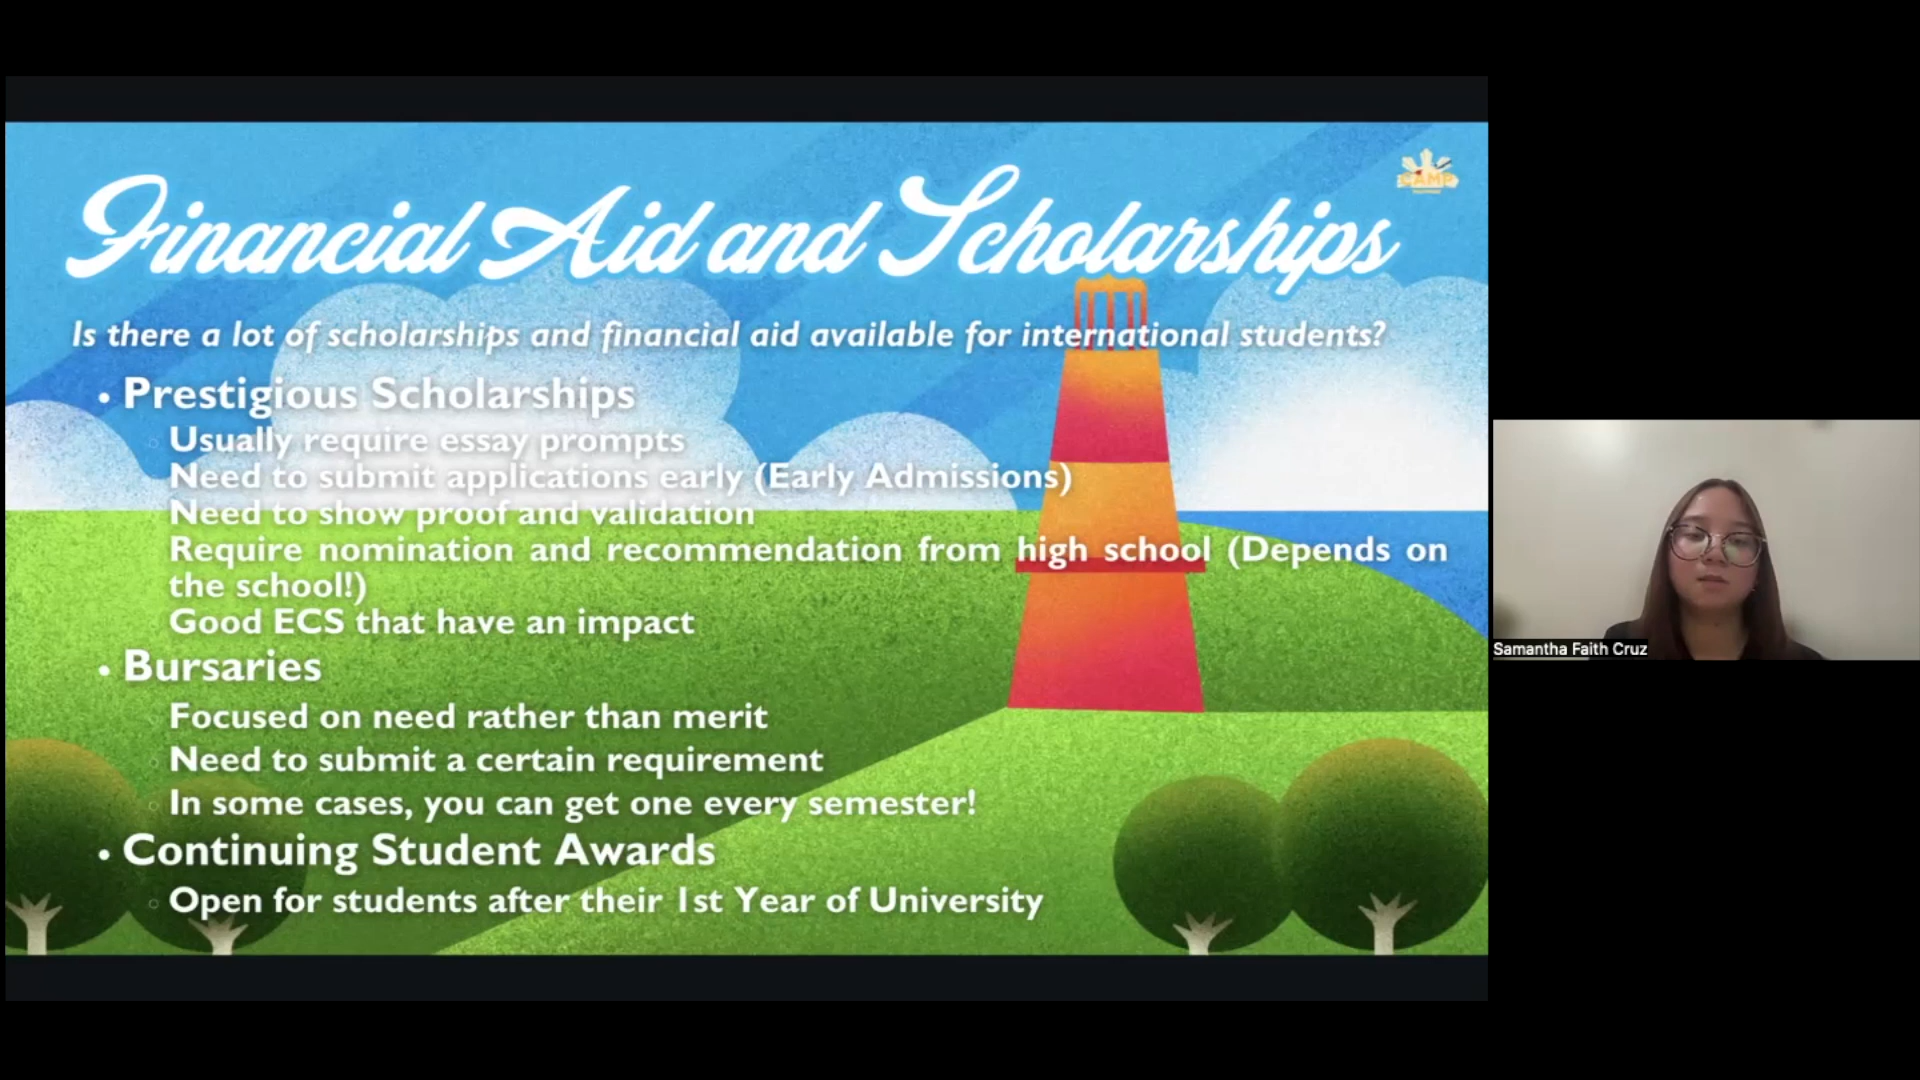 Financial Aid and Scholarships
CAMP
Is there a lot of scholarships and financial aid available for international students?
• Prestigious Scholarships
Usually require essay prompts
Need to submit applications early (Early Admissions)
Need to show proof and validation
Require nomination and recommendation from high school (Depends on
the school!)
Good ECS that have an impact
• Bursaries
Focused on need rather than merit
Need to submit a certain requirement
In some cases, you can get one every semester!
• Continuing Student Awards
Open for students after their 1st Year of University
Samantha Faith Cruz